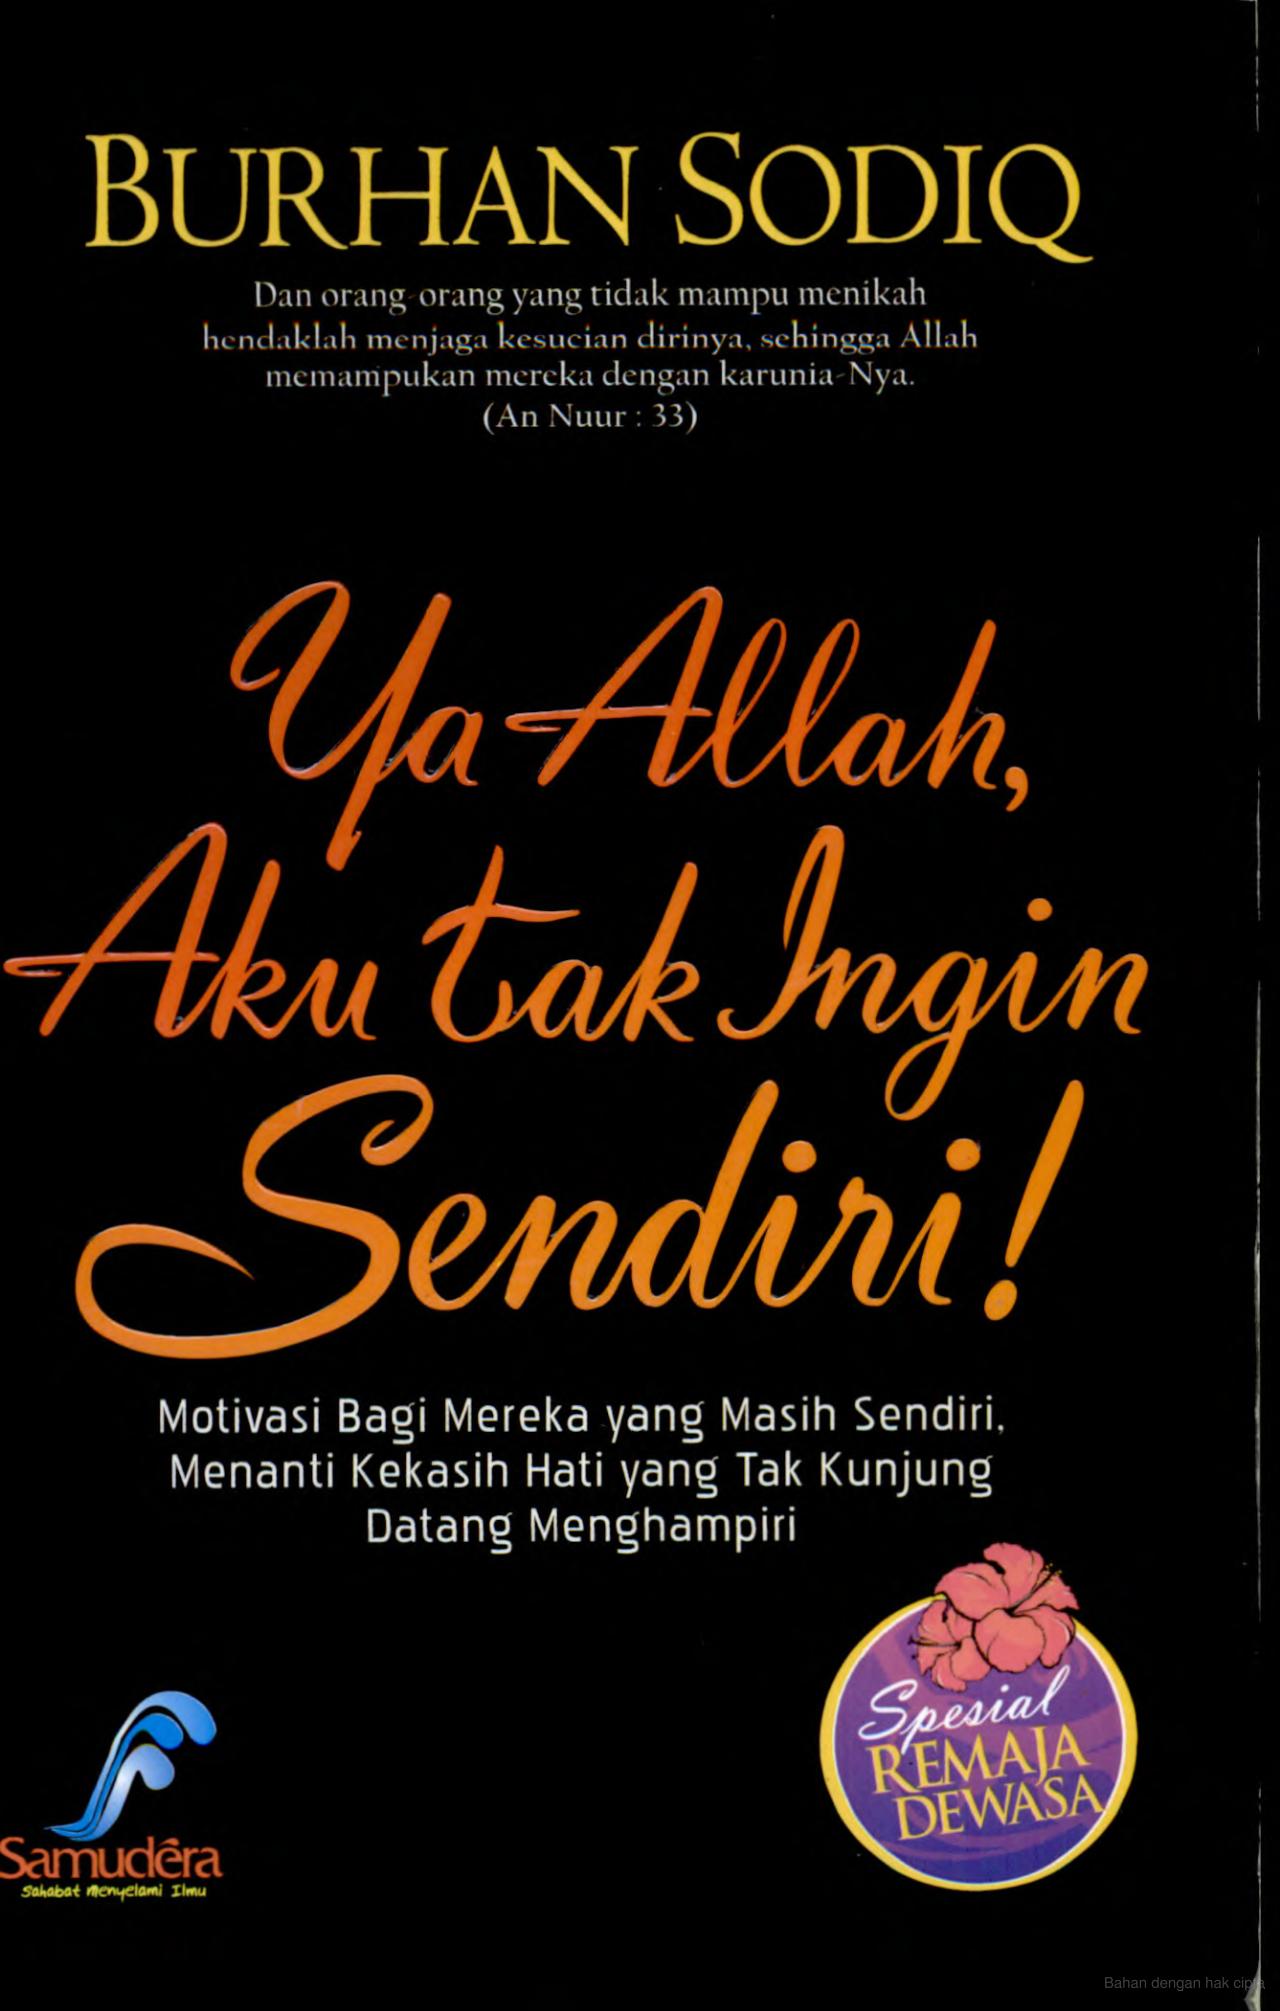 BURHAN SODIQ
Dan orang-orang yang tidak mampu menikah
hendaklah menjaga kesucian dirinya, sehingga Allah
memampukan mereka dengan karunia-Nya.
(An Nuur : 33)
Ya Allah,
Aku tak Ingin
Sendiri!
Motivasi Bagi Mereka yang Masih Sendiri,
Menanti Kekasih Hati yang Tak Kunjung
Datang Menghampiri
Spesial
REMAJA
DEWASA
Samudêra
Sahabat Menyelami Ilmu
Bahan dengan hak cipta